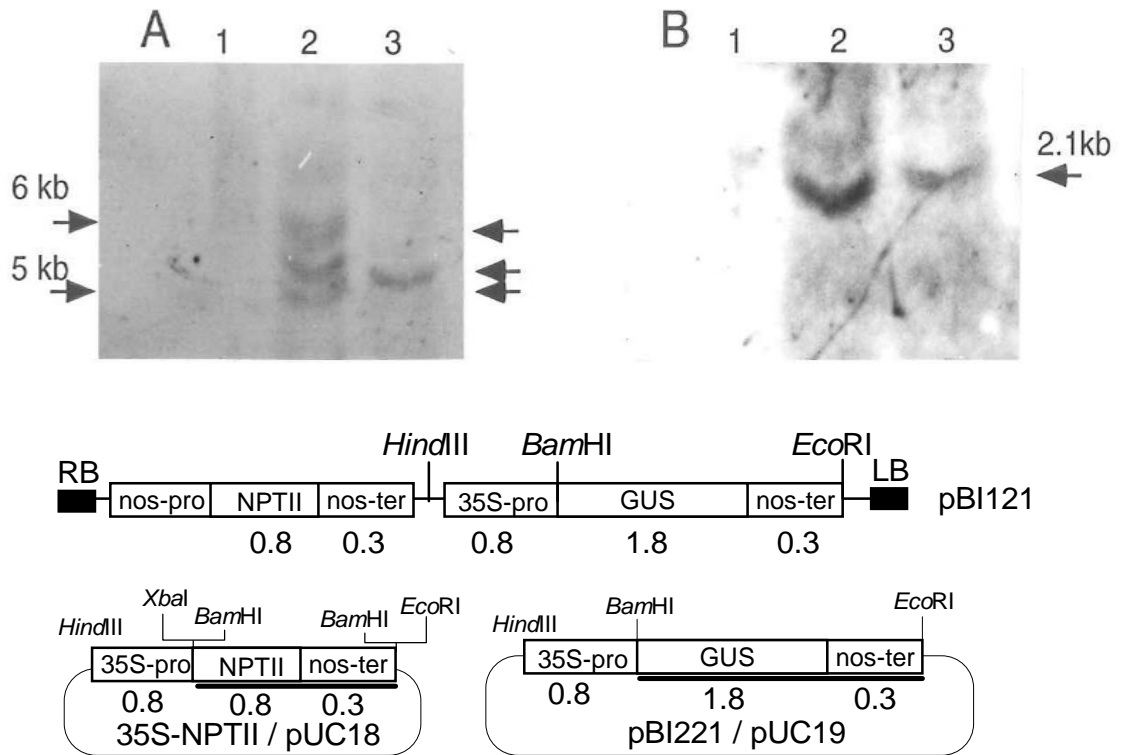 A 1 2 3
B 1 2 3
6 kb
5 kb
2.1kb
HindIII BamHI EcoRI
RB LB
nos-pro NPTII nos-ter 35S-pro GUS nos-ter pBI121
0.8 0.3 0.8 1.8 0.3
XbaI
HindIII BamHI BamHI EcoRI
35S-pro NPTII nos-ter
0.8 0.8 0.3
35S-NPTII / pUC18
HindIII BamHI EcoRI
35S-pro GUS nos-ter
0.8 1.8 0.3
pBI221 / pUC19